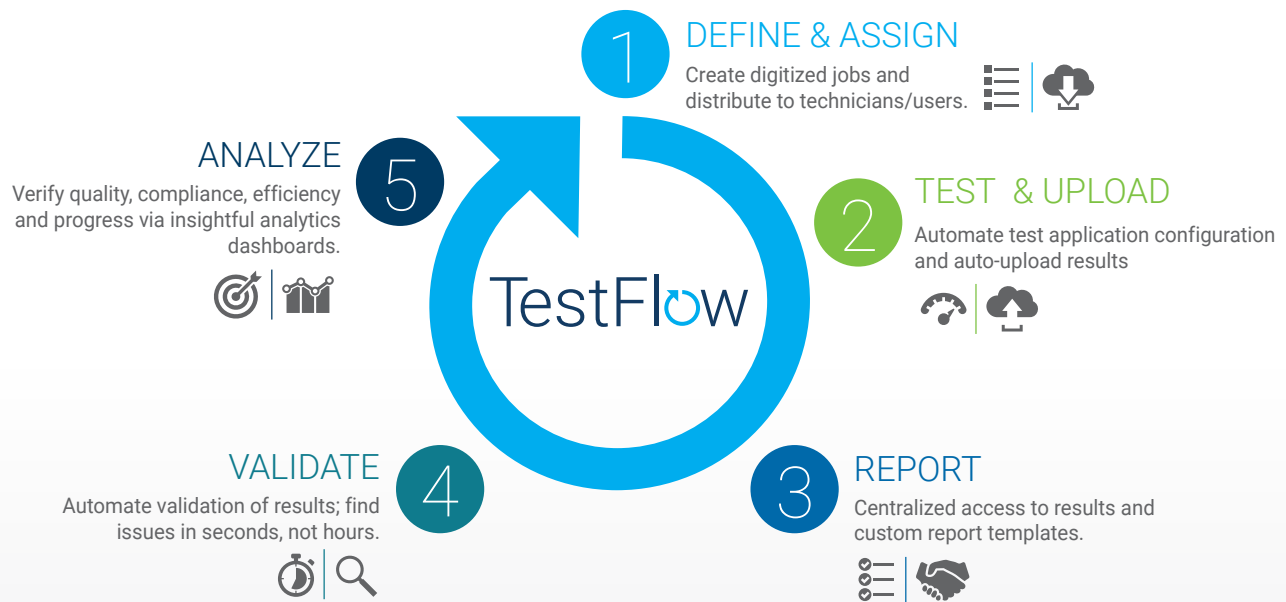 1
DEFINE & ASSIGN
Create digitized jobs and
distribute to technicians/users.
2
TEST & UPLOAD
Automate test application configuration
and auto-upload results
3
REPORT
Centralized access to results and
custom report templates.
4
VALIDATE
Automate validation of results; find
issues in seconds, not hours.
5
ANALYZE
Verify quality, compliance, efficiency
and progress via insightful analytics
dashboards.
TestFlow